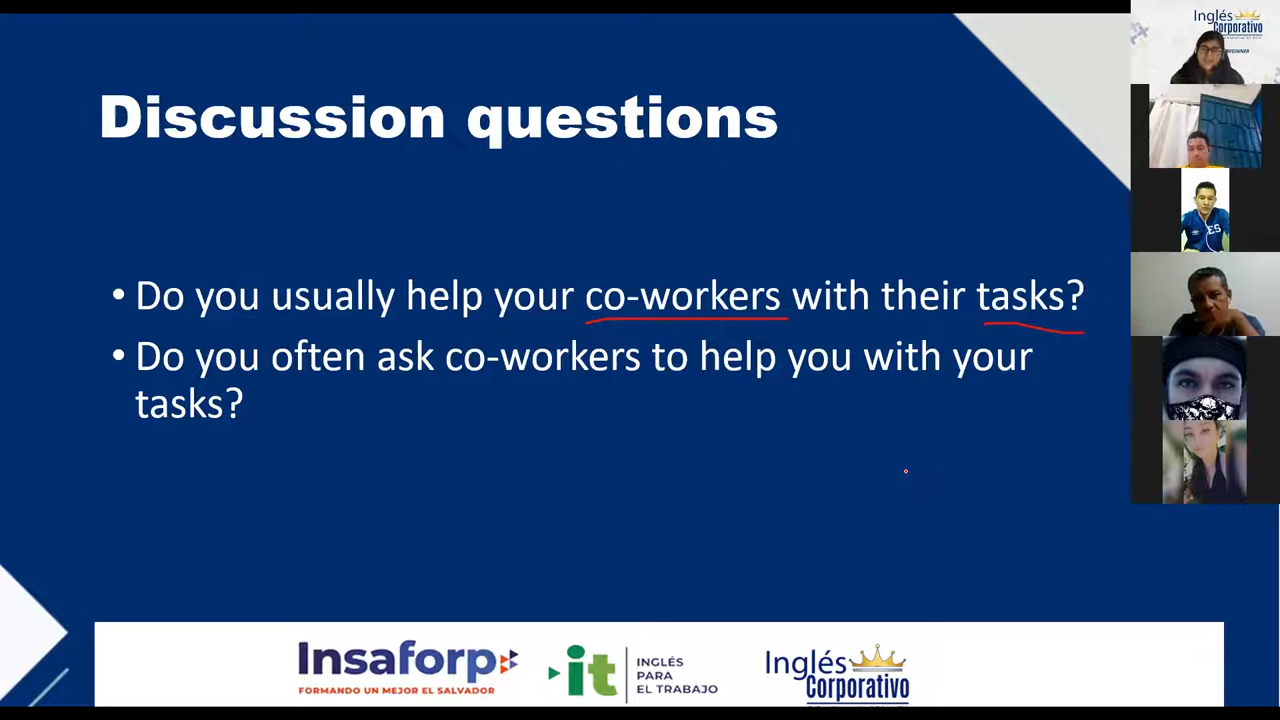 Discussion questions
• Do you usually help your co-workers with their tasks?
• Do you often ask co-workers to help you with your
tasks?
Insaforp
FORMANDO UN MEJOR EL SALVADOR
it
INGLÉS
PARA
EL TRABAJO
Inglés
Corporativo
Inglés
Corporativo
BEGINNER
ES